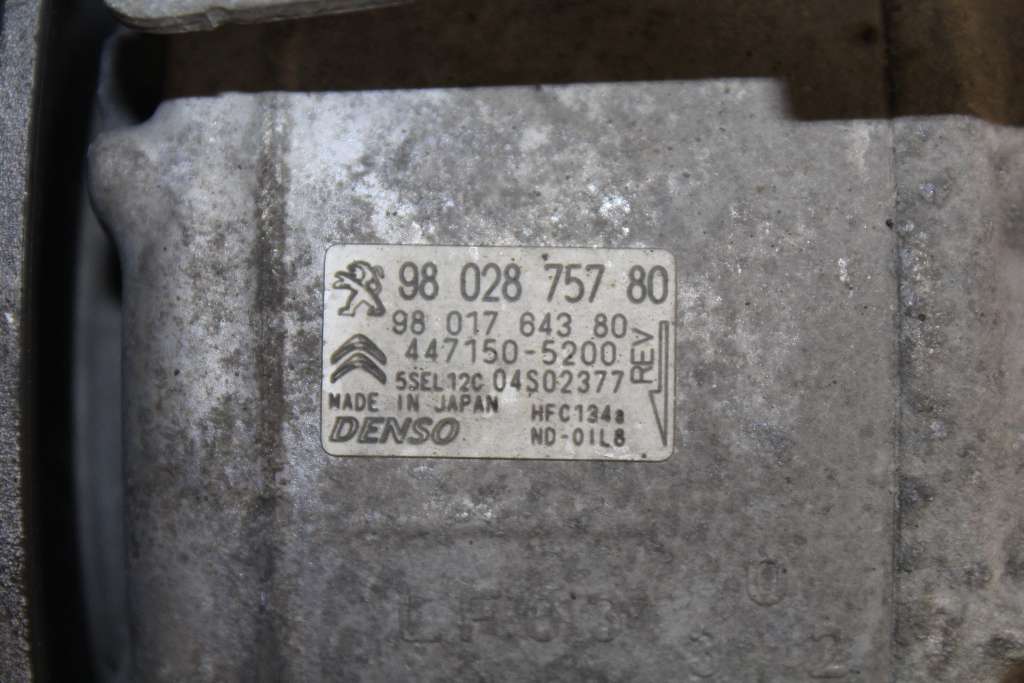 98 028 757 80
98 017 643 80
447150-5200
5SEL12C 04S02377
REV
MADE IN JAPAN HFC134a
DENSO ND-OIL8